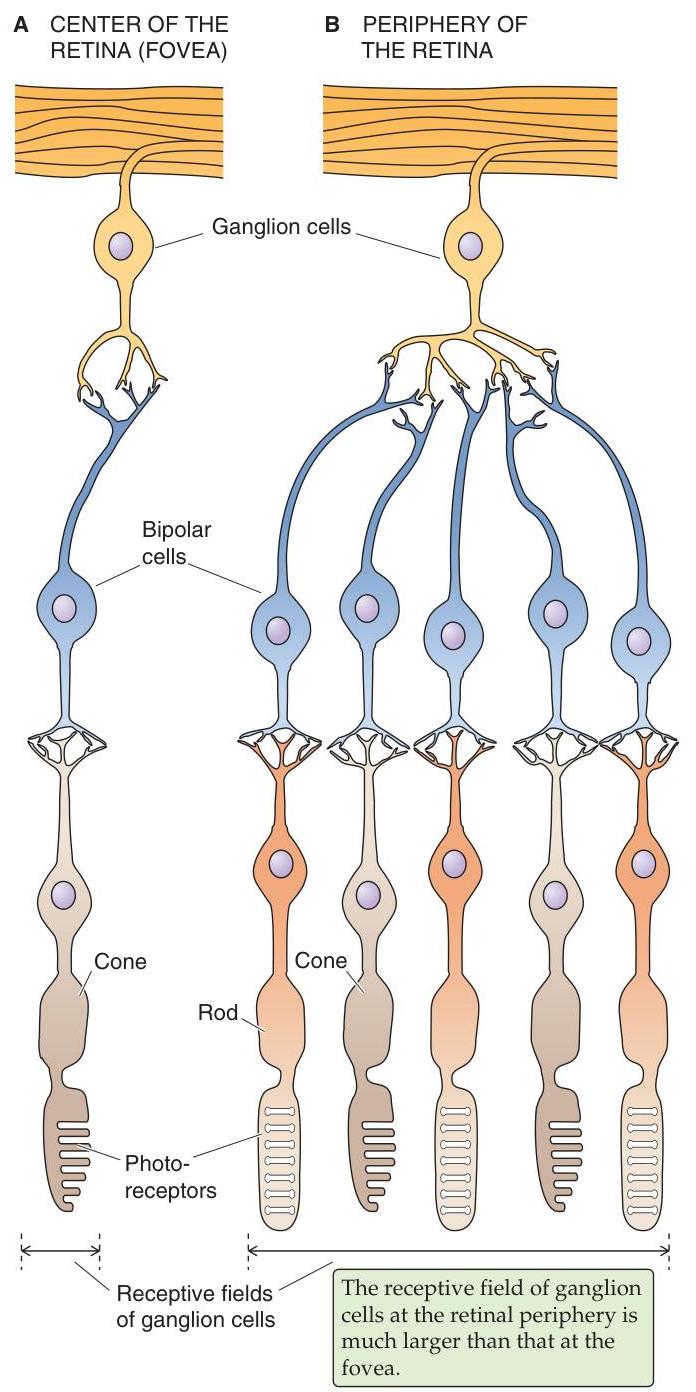 A CENTER OF THE
RETINA (FOVEA)
B PERIPHERY OF
THE RETINA
Ganglion cells
Bipolar
cells
Cone
Cone
Rod
Photo-
receptors
Receptive fields
of ganglion cells
The receptive field of ganglion
cells at the retinal periphery is
much larger than that at the
fovea.